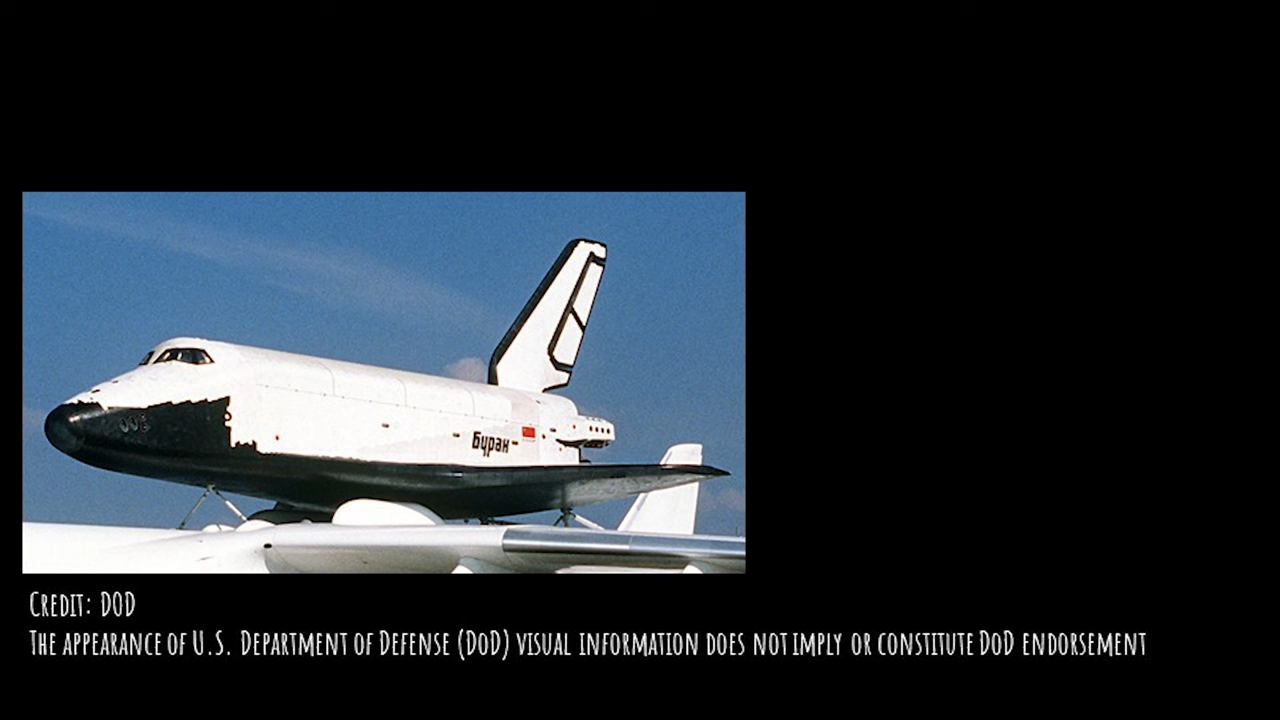 Буран
Credit: DOD
The appearance of U.S. Department of Defense (DoD) visual information does not imply or constitute DoD endorsement